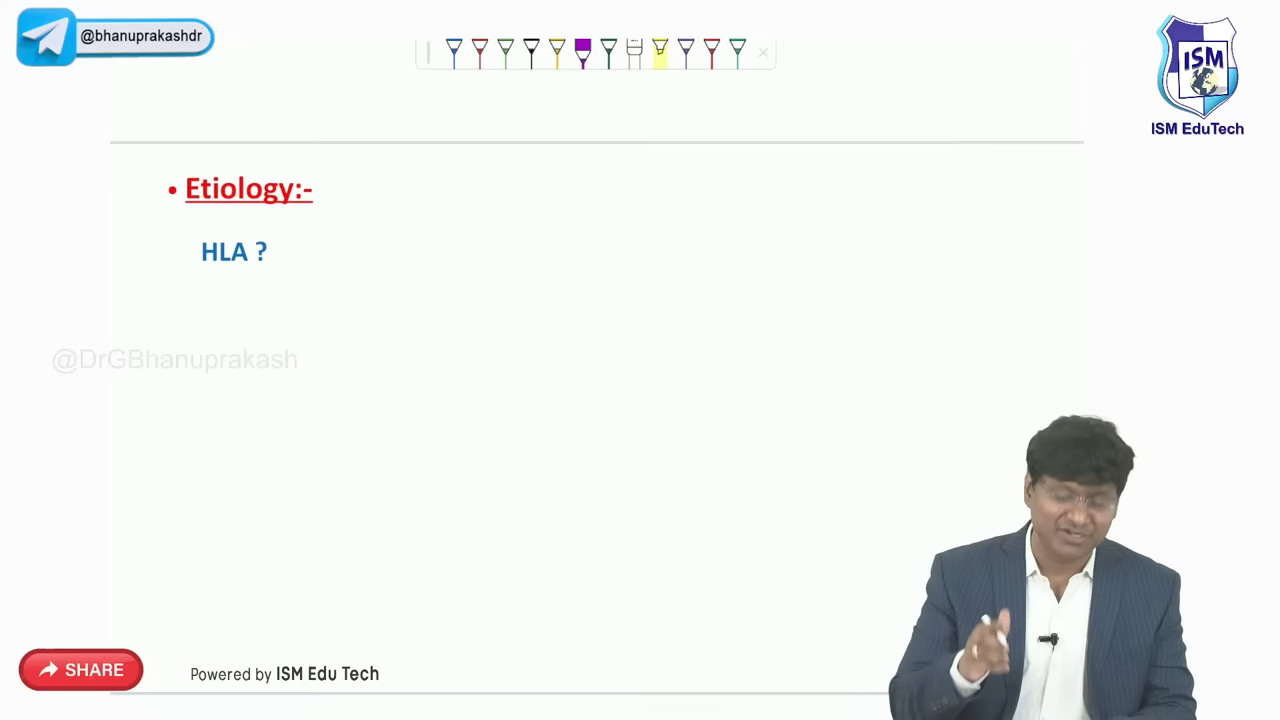 @bhanuprakashdr
ISM
ISM EduTech
• Etiology:-
HLA ?
@DrGBhanuprakash
SHARE
Powered by ISM Edu Tech